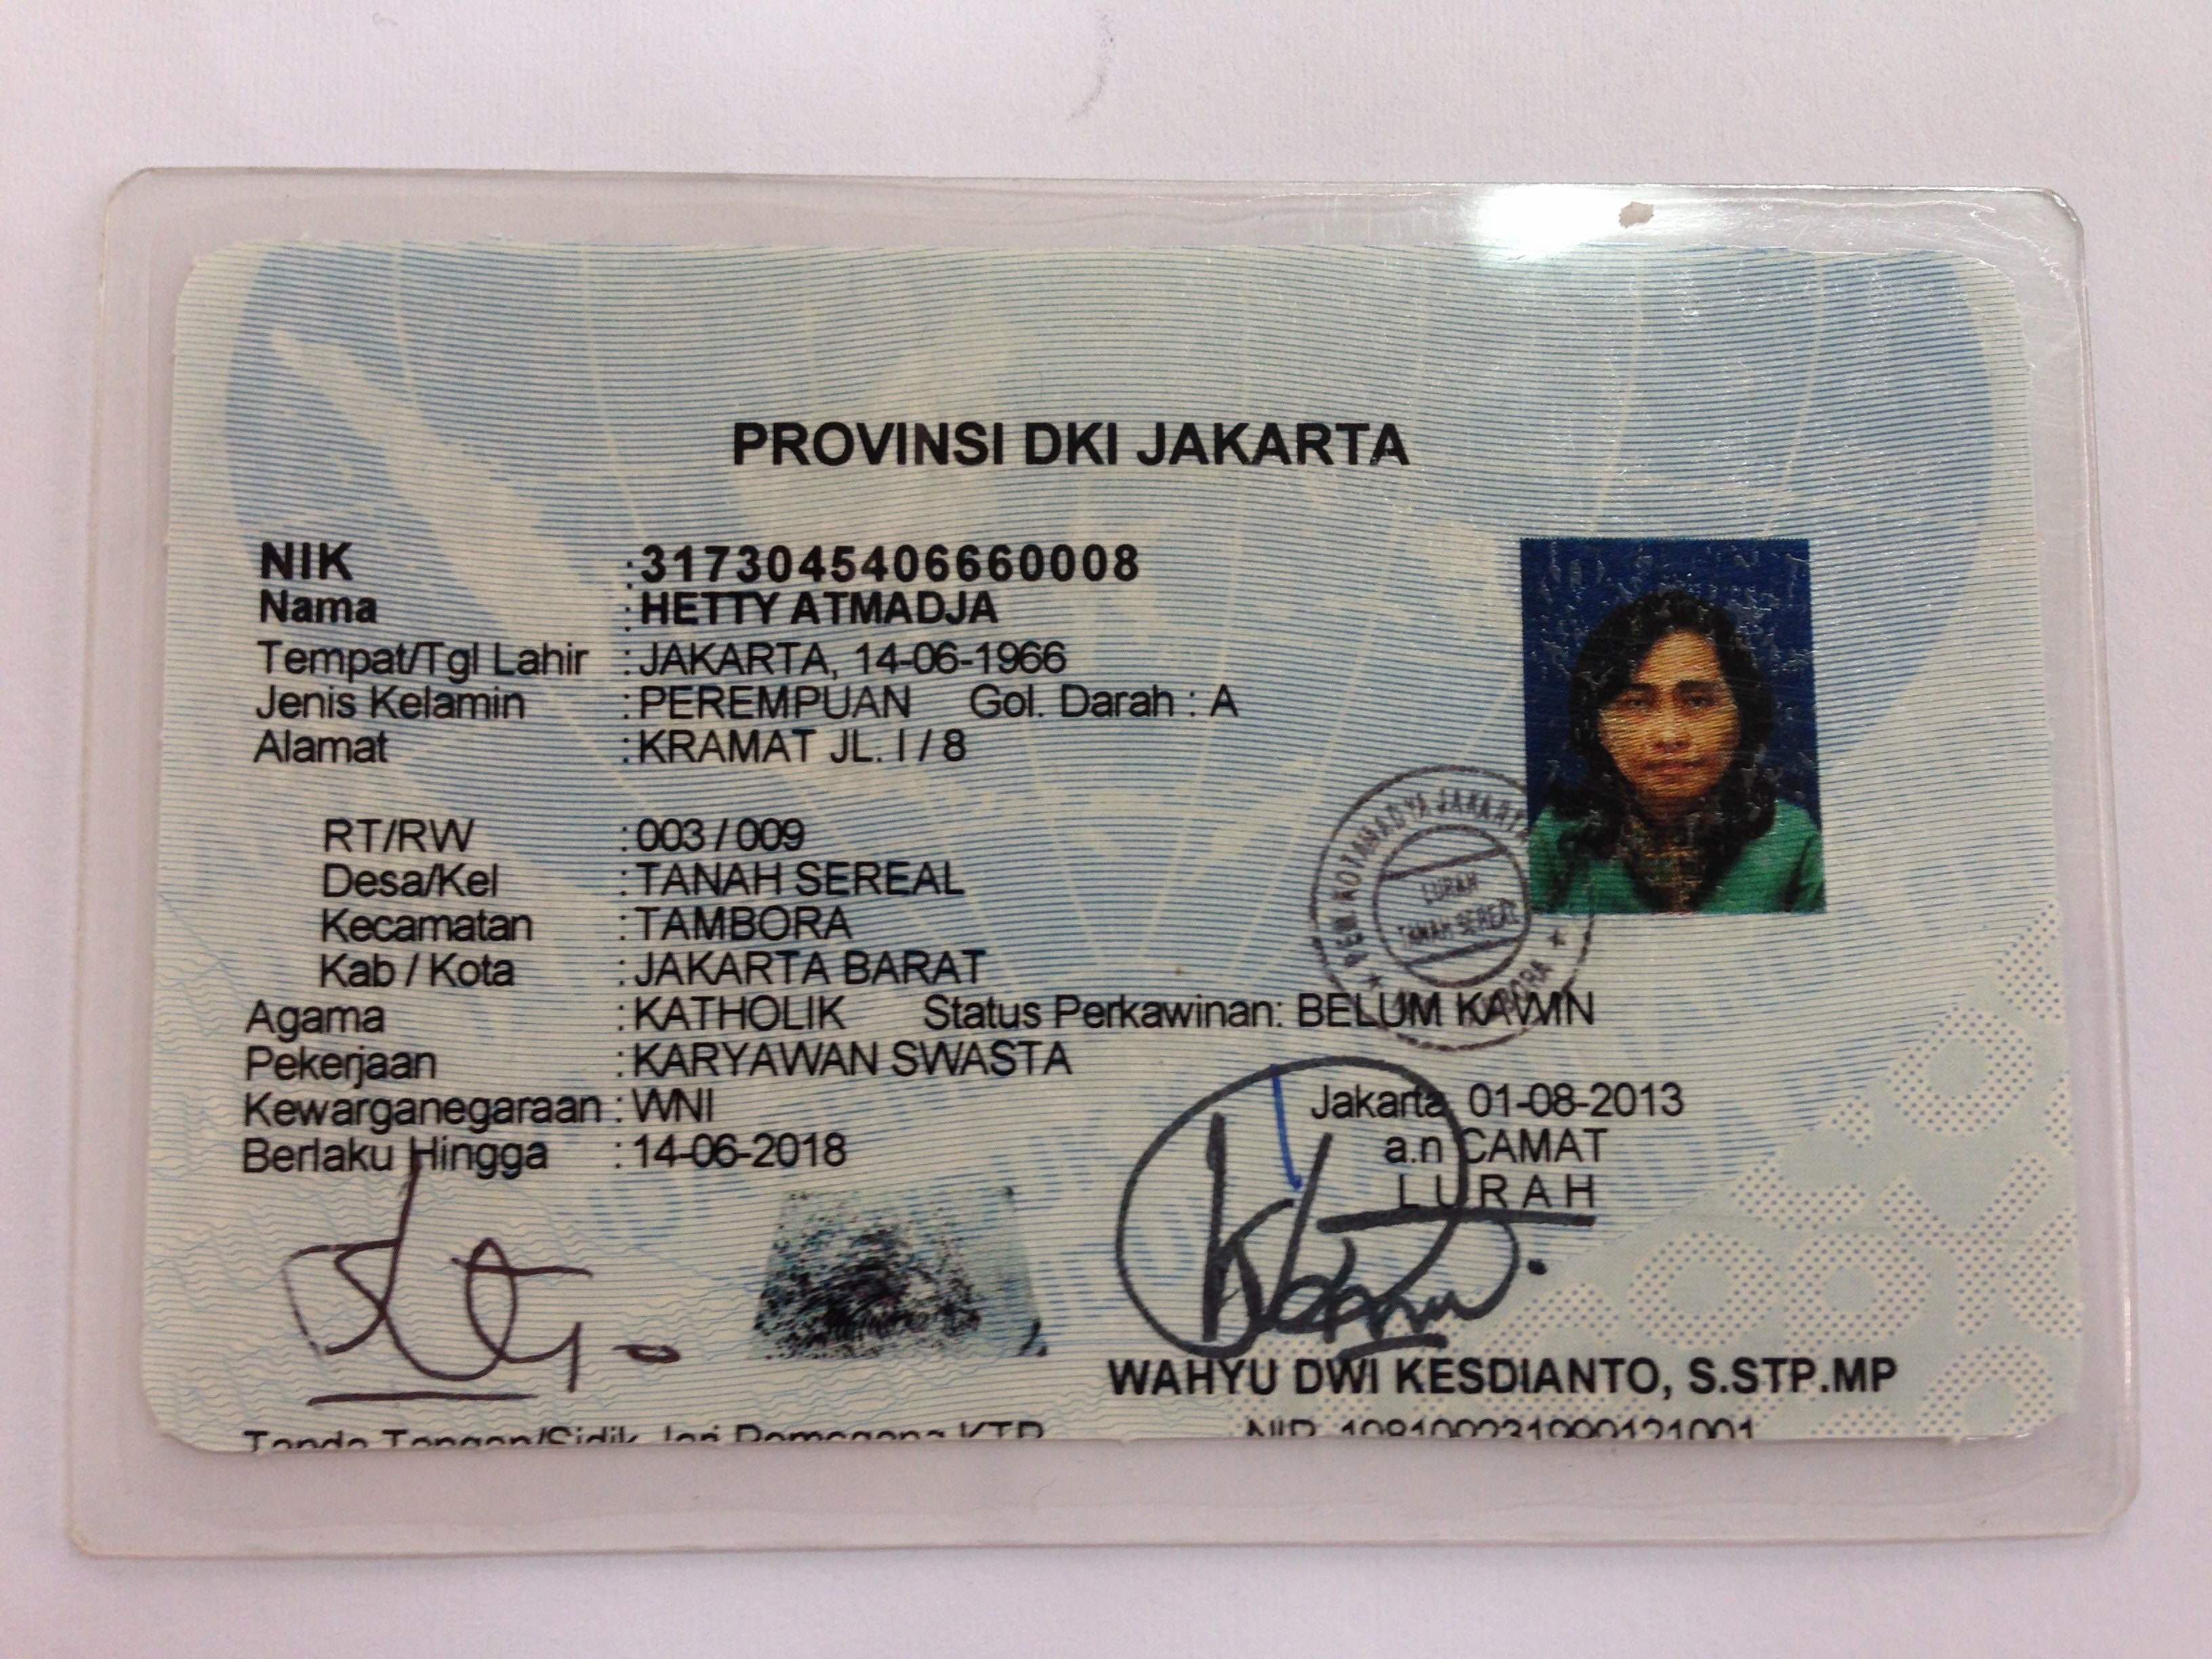 PROVINSI DKI JAKARTA
NIK : 3173045406660008
Nama : HETTY ATMADJA
Tempat/Tgl Lahir : JAKARTA, 14-06-1966
Jenis Kelamin : PEREMPUAN Gol. Darah : A
Alamat : KRAMAT JL. I / 8
RT/RW : 003 / 009
Desa/Kel : TANAH SEREAL
Kecamatan : TAMBORA
Kab / Kota : JAKARTA BARAT
Agama : KATHOLIK Status Perkawinan: BELUM KAWIN
Pekerjaan : KARYAWAN SWASTA
Kewarganegaraan : WNI
Berlaku Hingga : 14-06-2018
PEM KOTAMADYA JAKARTA
LURAH
TANAH SEREAL
Jakarta, 01-08-2013
a.n CAMAT
LURAH
WAHYU DWI KESDIANTO, S.STP.MP
Tanda Tangan/Sidik Jari Pemegang KTP
NIP.